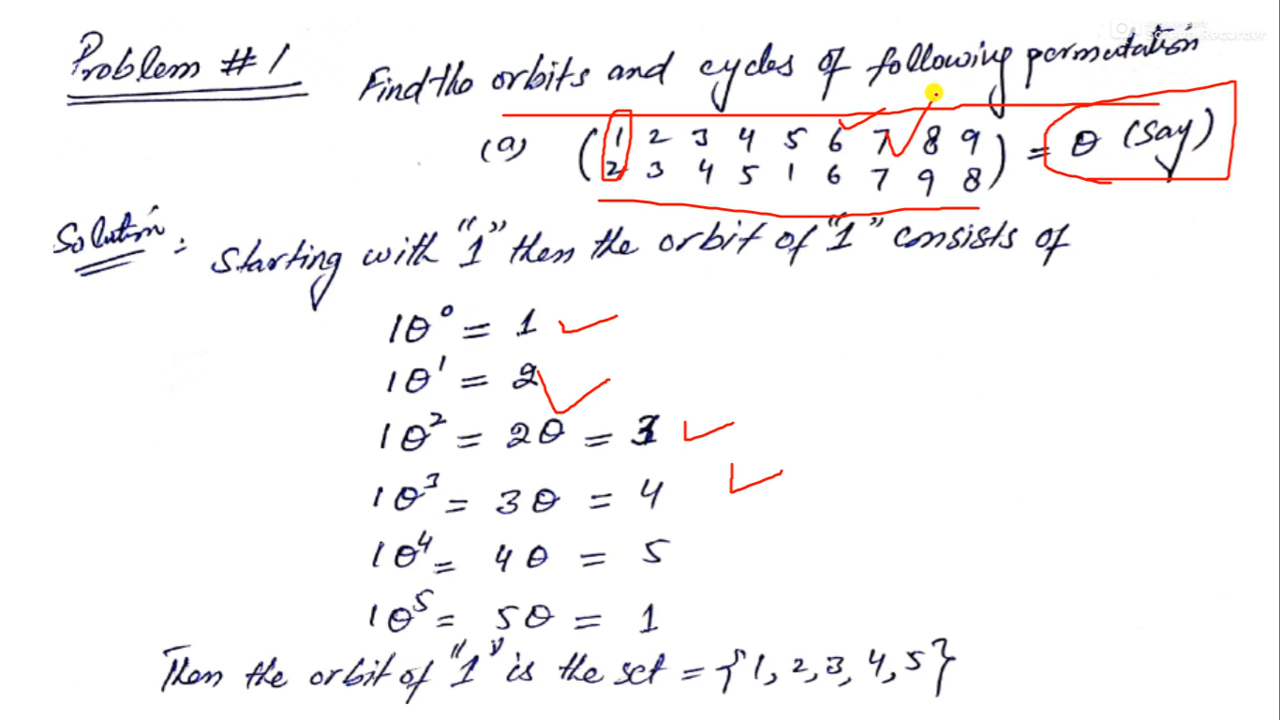 Problem # 1 Find the orbits and cycles of following permutation
(a) ( 1 2 3 4 5 6 7 8 9
2 3 4 5 1 6 7 9 8 ) = θ (Say)
Solution : Starting with "1" then the orbit of "1" consists of
1θ⁰ = 1
1θ¹ = 2
1θ² = 2θ = 3
1θ³ = 3θ = 4
1θ⁴ = 4θ = 5
1θ⁵ = 5θ = 1
Then the orbit of "1" is the set = {1, 2, 3, 4, 5}